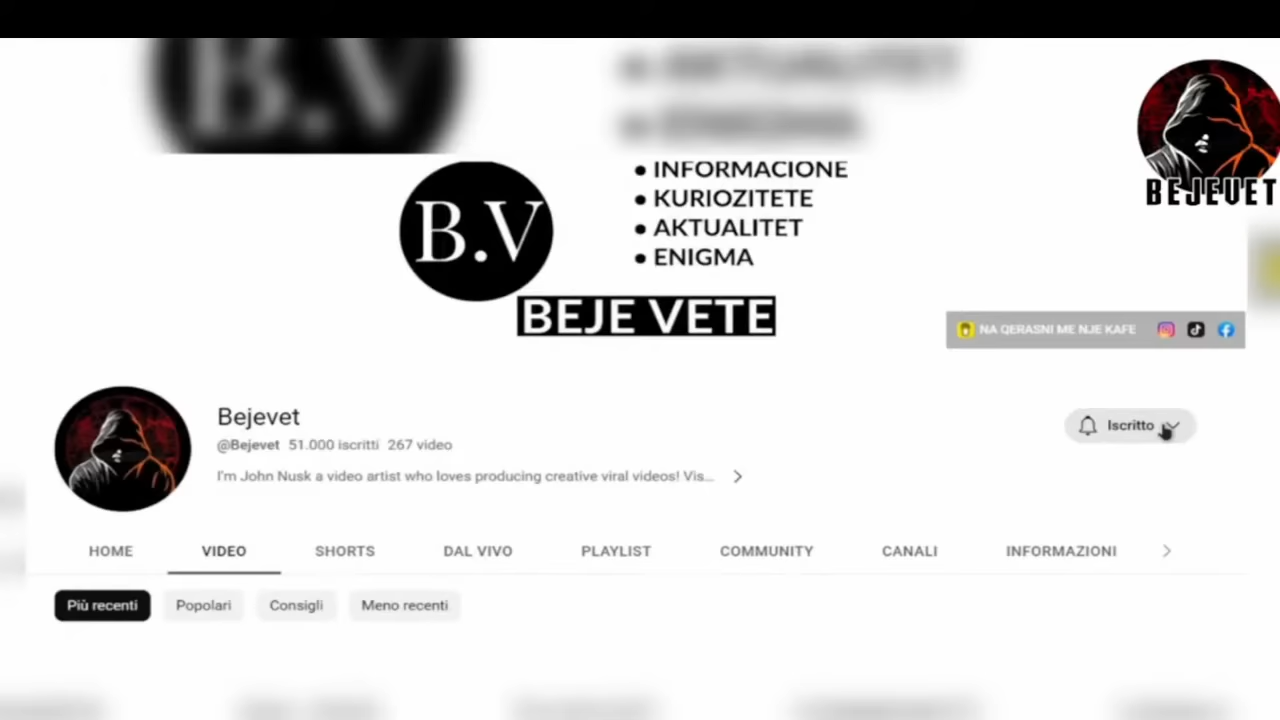 B.V
AKTUALITET
ENIGMA
BEJEVET
B.V
• INFORMACIONE
• KURIOZITETE
• AKTUALITET
• ENIGMA
BEJE VETE
NA QERASNI ME NJE KAFE
Bejevet
@Bejevet 51.000 iscritti 267 video
I'm John Nusk a video artist who loves producing creative viral videos! Vis...
Iscritto
HOME VIDEO SHORTS DAL VIVO PLAYLIST COMMUNITY CANALI INFORMAZIONI
Più recenti Popolari Consigli Meno recenti